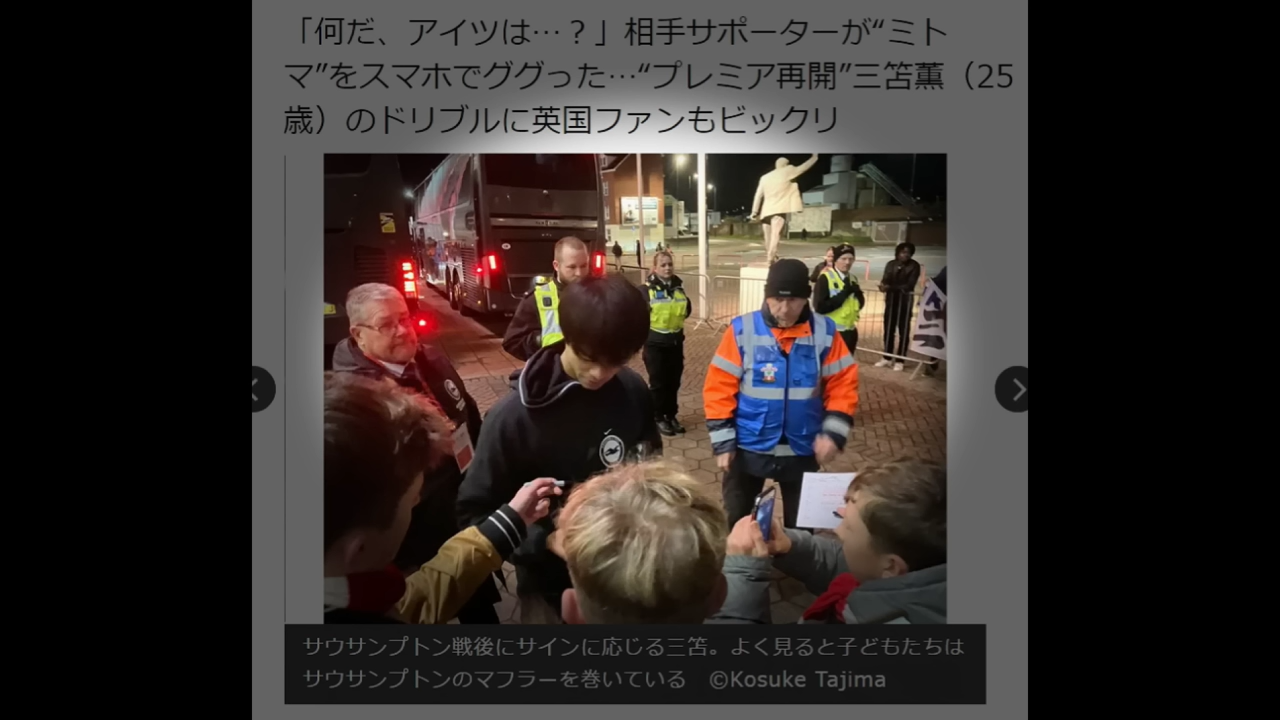 「何だ、アイツは…？」相手サポーターが“ミト
マ”をスマホでググった…“プレミア再開”三笘薫（25
歳）のドリブルに英国ファンもビックリ
サウサンプトン戦後にサインに応じる三笘。よく見ると子どもたちは
サウサンプトンのマフラーを巻いている　©Kosuke Tajima